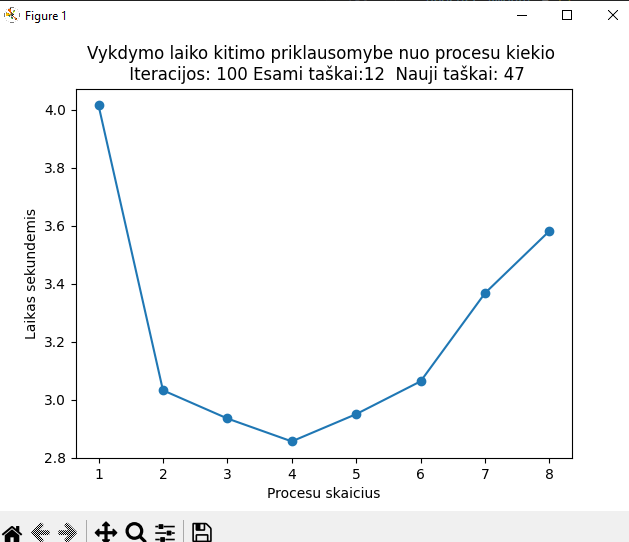 Figure 1
Vykdymo laiko kitimo priklausomybe nuo procesu kiekio
Iteracijos: 100 Esami taškai:12  Nauji taškai: 47
4.0
3.8
3.6
3.4
3.2
3.0
2.8
Laikas sekundemis
1 2 3 4 5 6 7 8
Procesu skaicius